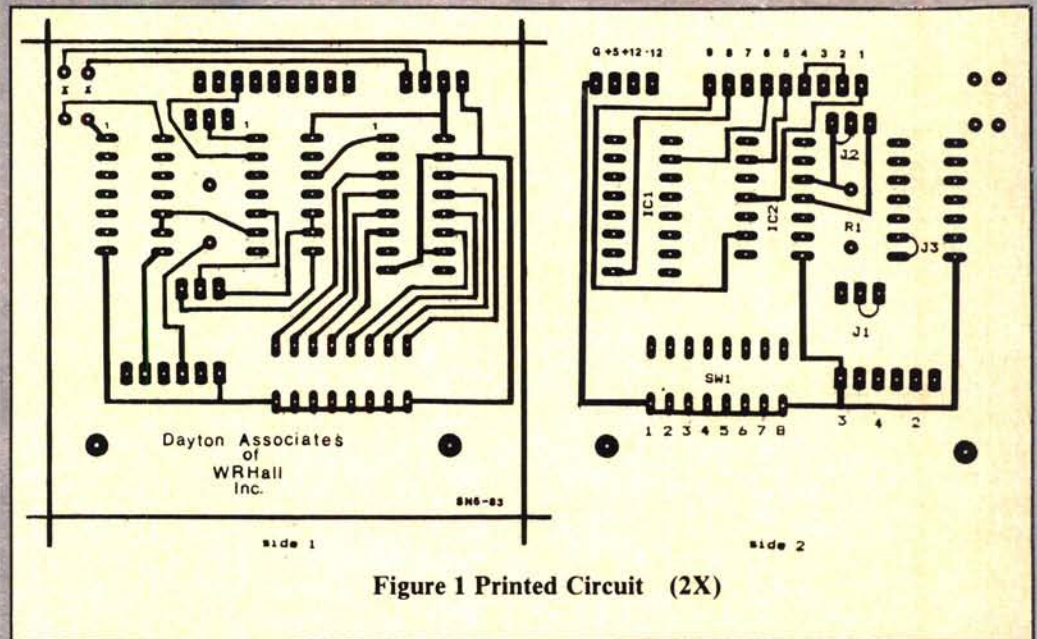 x x
1 1 1
Dayton Associates
of
WRHall
Inc.
SN6-83
side 1
G +5 +12 -12 9 8 7 6 5 4 3 2 1
J2
IC1 IC2
R1
J3
J1
SW1
1 2 3 4 5 6 7 8 3 4 2
side 2
Figure 1 Printed Circuit (2X)